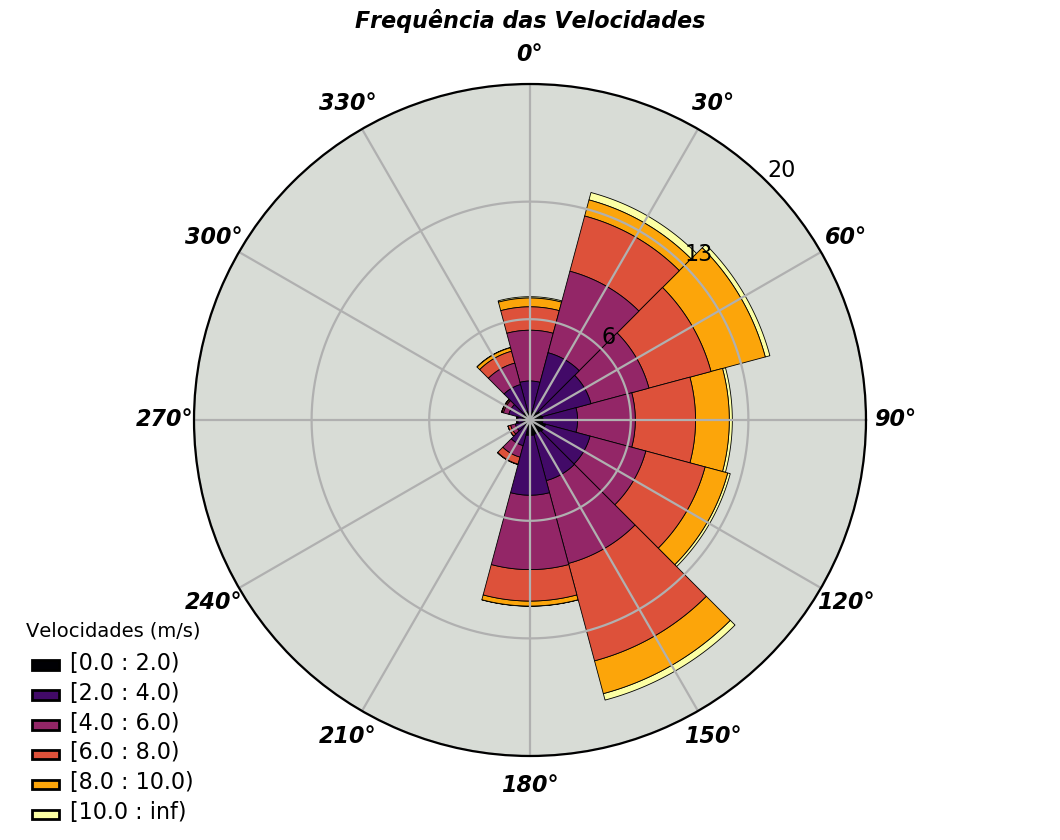 Frequência das Velocidades
0°
330°
30°
20
300°
60°
13
6
270°
90°
240°
120°
210°
150°
180°
Velocidades (m/s)
[0.0 : 2.0)
[2.0 : 4.0)
[4.0 : 6.0)
[6.0 : 8.0)
[8.0 : 10.0)
[10.0 : inf)